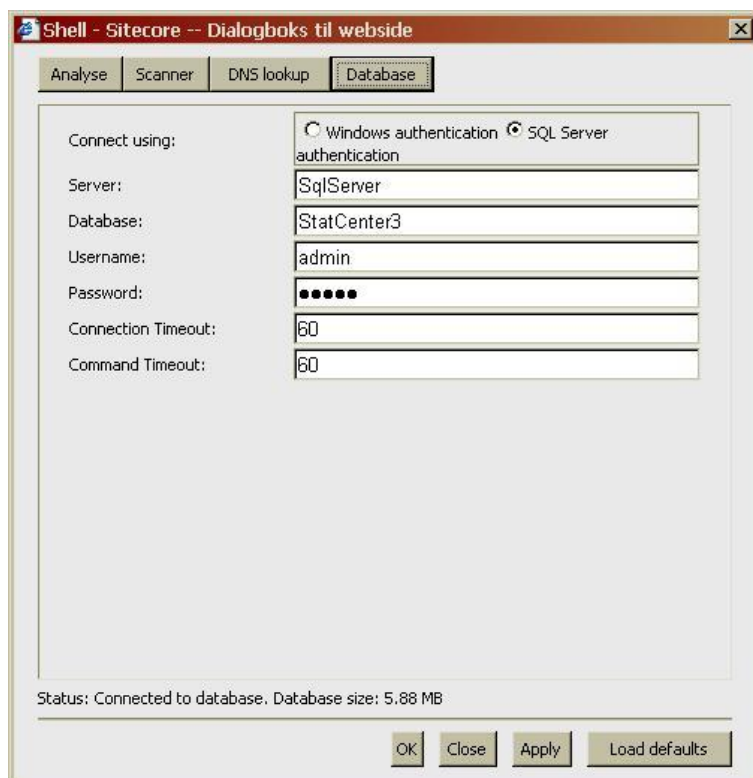 Shell - Sitecore -- Dialogboks til webside
Analyse Scanner DNS lookup Database
Connect using: Windows authentication SQL Server
authentication
Server: SqlServer
Database: StatCenter3
Username: admin
Password: ●●●●●
Connection Timeout: 60
Command Timeout: 60
Status: Connected to database. Database size: 5.88 MB
OK Close Apply Load defaults